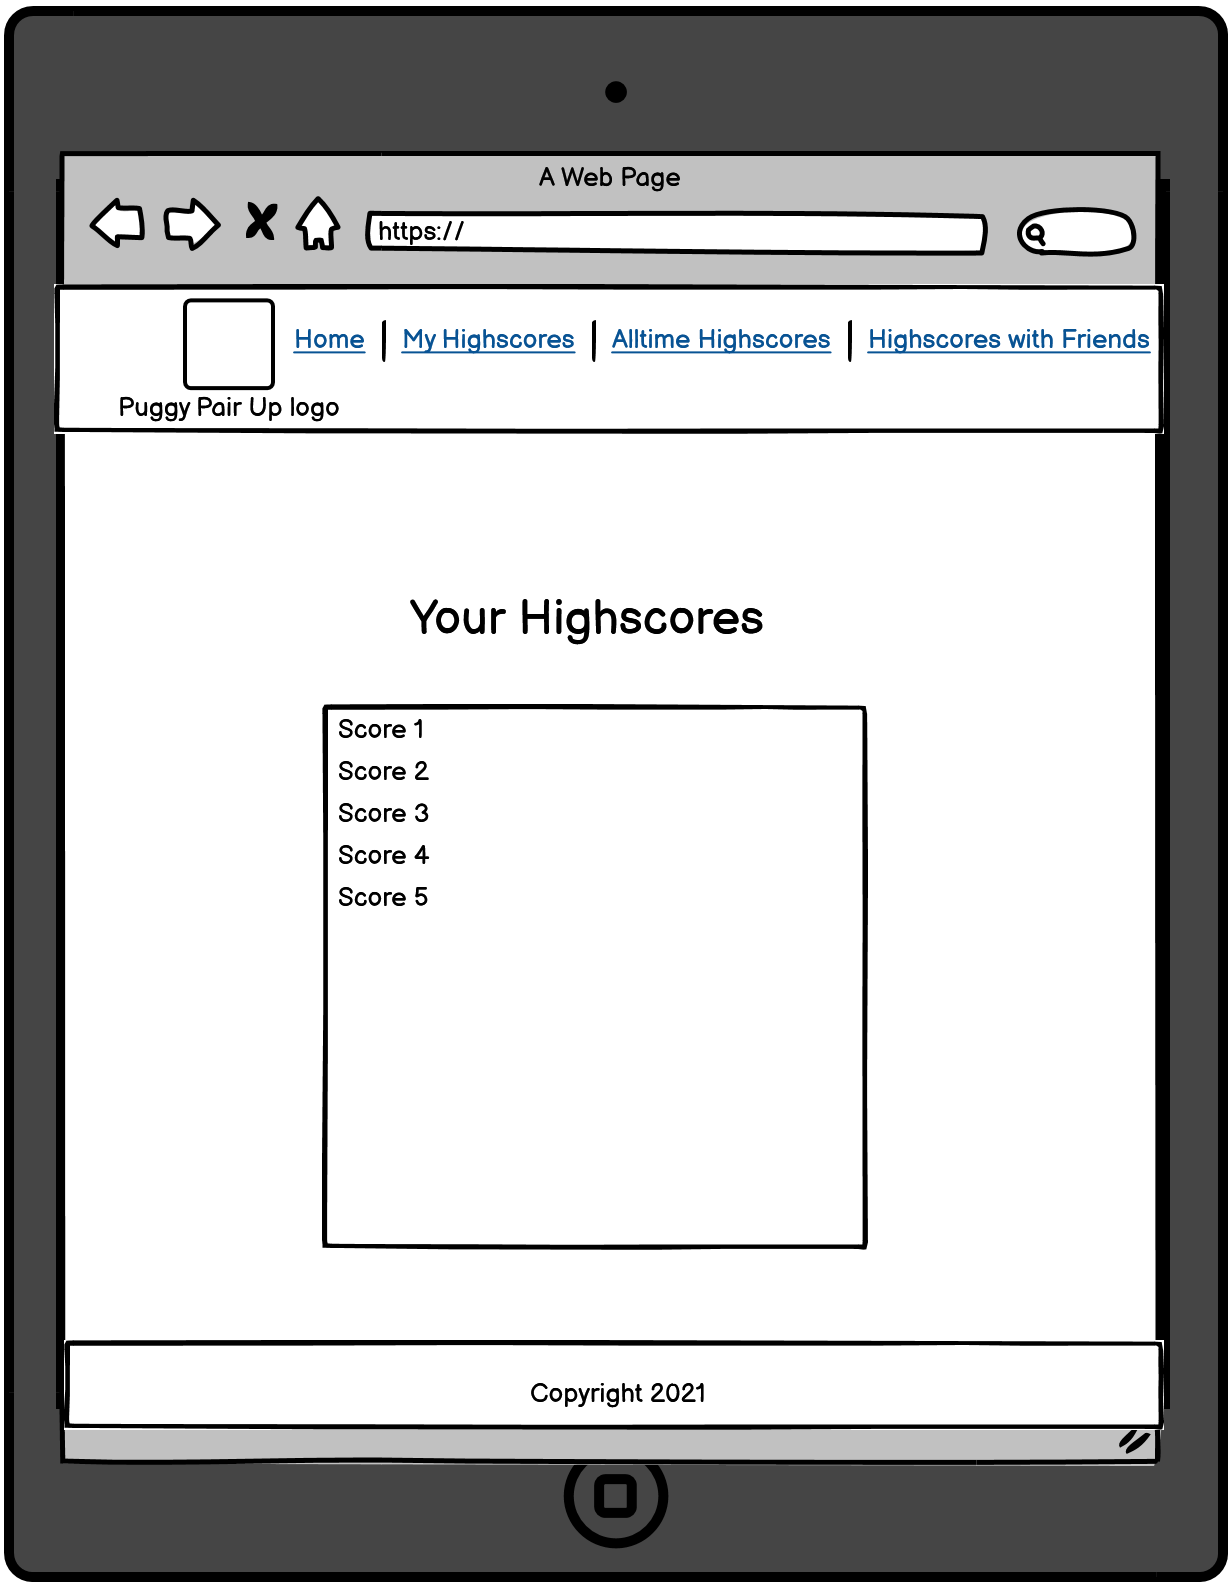 A Web Page
https://
Home
My Highscores
Alltime Highscores
Highscores with Friends
Puggy Pair Up logo
Your Highscores
Score 1
Score 2
Score 3
Score 4
Score 5
Copyright 2021